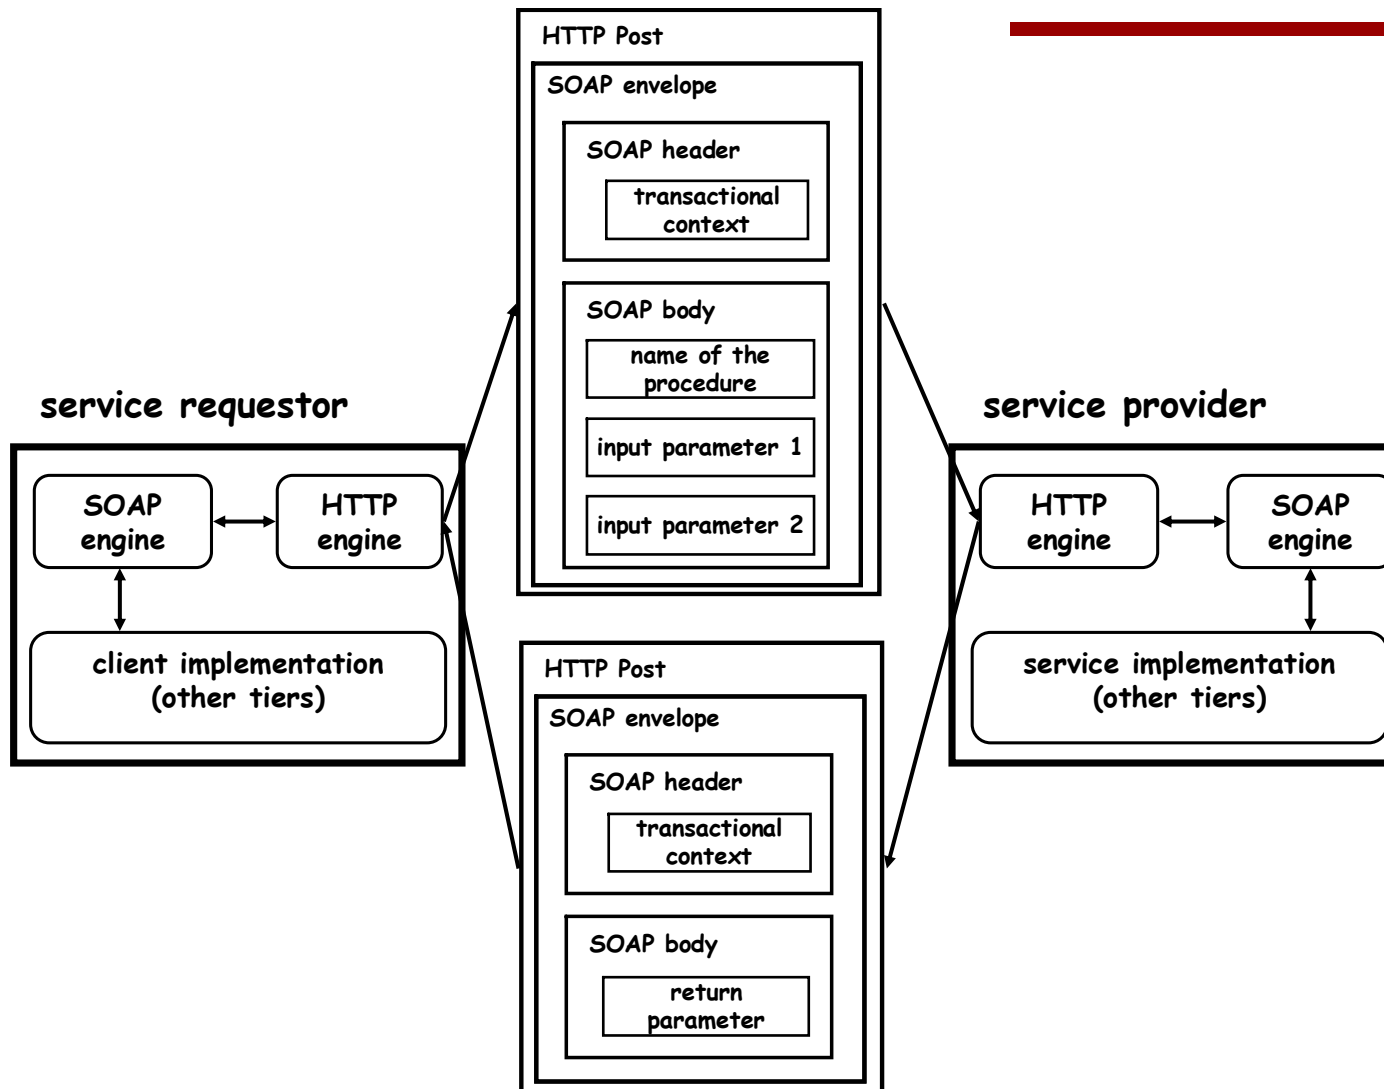 HTTP Post
SOAP envelope
SOAP header
transactional
context
SOAP body
name of the
procedure
input parameter 1
input parameter 2
service requestor
SOAP
engine
HTTP
engine
client implementation
(other tiers)
service provider
HTTP
engine
SOAP
engine
service implementation
(other tiers)
HTTP Post
SOAP envelope
SOAP header
transactional
context
SOAP body
return
parameter